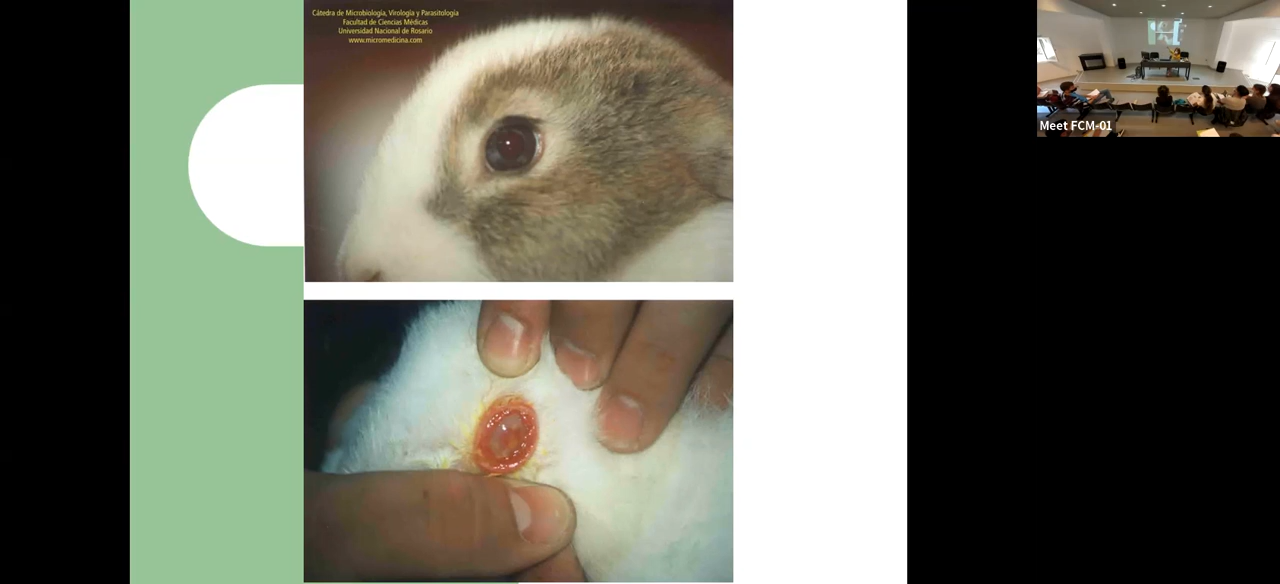 Cátedra de Microbiología, Virología y Parasitología
Facultad de Ciencias Médicas
Universidad Nacional de Rosario
www.micromedicina.com
Meet FCM-01